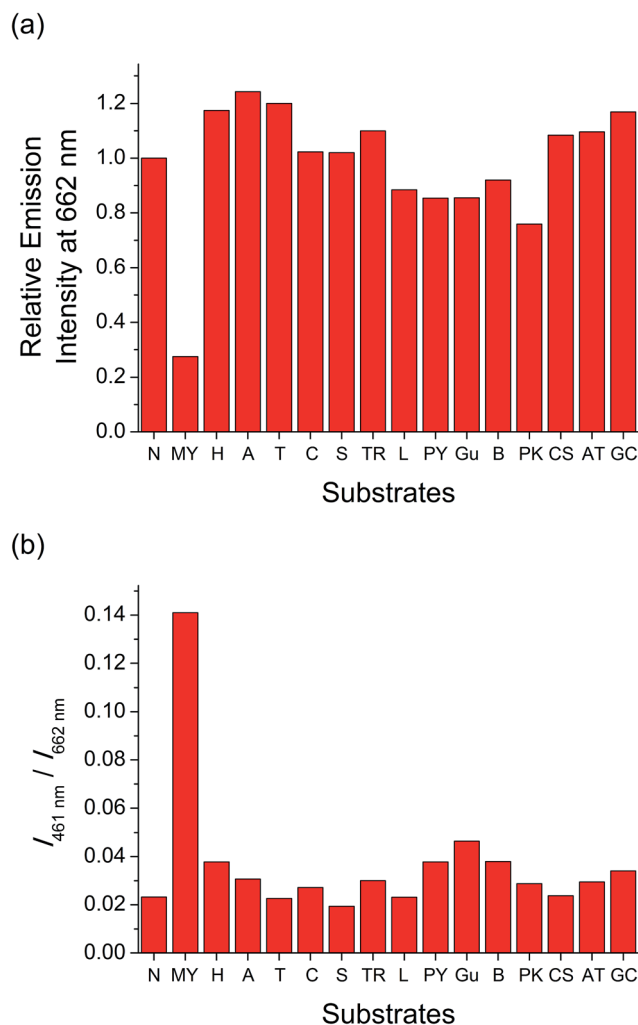 (a)
Relative Emission
Intensity at 662 nm
1.2
1.0
0.8
0.6
0.4
0.2
0.0
N MY H A T C S TR L PY Gu B PK CS AT GC
Substrates
(b)
I461 nm / I662 nm
0.14
0.12
0.10
0.08
0.06
0.04
0.02
0.00
N MY H A T C S TR L PY Gu B PK CS AT GC
Substrates